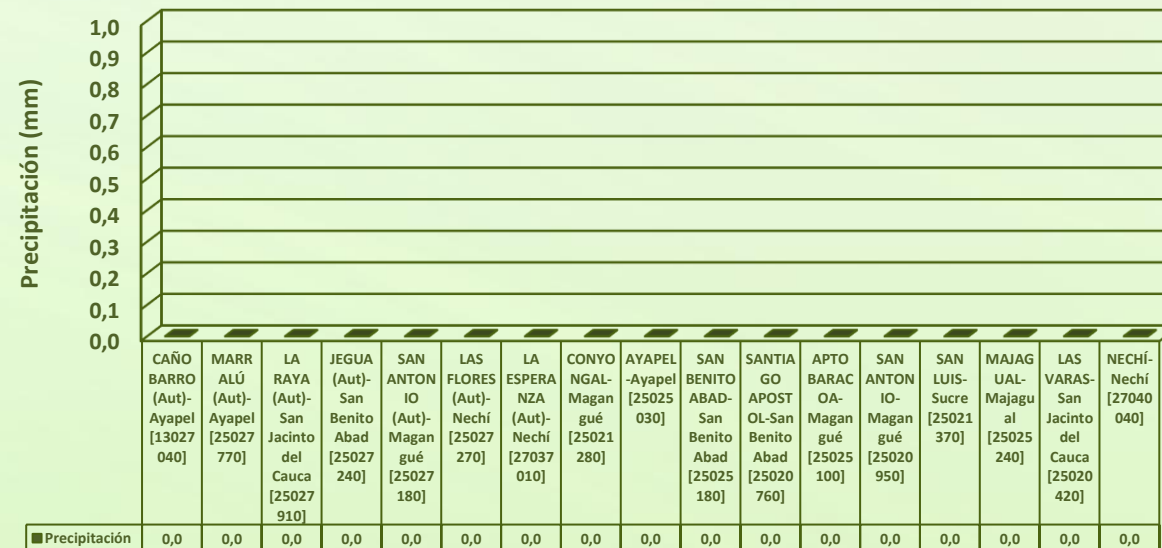 Precipitación (mm)
1,0
0,9
0,8
0,7
0,6
0,5
0,4
0,3
0,2
0,1
0,0
CAÑO
BARRO
(Aut)-
Ayapel
[13027
040]
MARR
ALÚ
(Aut)-
Ayapel
[25027
770]
LA
RAYA
(Aut)-
San
Jacinto
del
Cauca
[25027
910]
JEGUA
(Aut)-
San
Benito
Abad
[25027
240]
SAN
ANTON
IO
(Aut)-
Magan
gué
[25027
180]
LAS
FLORES
(Aut)-
Nechí
[25027
270]
LA
ESPERA
NZA
(Aut)-
Nechí
[27037
010]
CONYO
NGAL-
Magan
gué
[25021
280]
AYAPEL
-Ayapel
[25025
030]
SAN
BENITO
ABAD-
San
Benito
Abad
[25025
180]
SANTIA
GO
APOST
OL-San
Benito
Abad
[25020
760]
APTO
BARAC
OA-
Magan
gué
[25025
100]
SAN
ANTON
IO-
Magan
gué
[25020
950]
SAN
LUIS-
Sucre
[25021
370]
MAJAG
UAL-
Majagu
al
[25025
240]
LAS
VARAS-
San
Jacinto
del
Cauca
[25020
420]
NECHÍ-
Nechí
[27040
040]
Precipitación 0,0 0,0 0,0 0,0 0,0 0,0 0,0 0,0 0,0 0,0 0,0 0,0 0,0 0,0 0,0 0,0 0,0